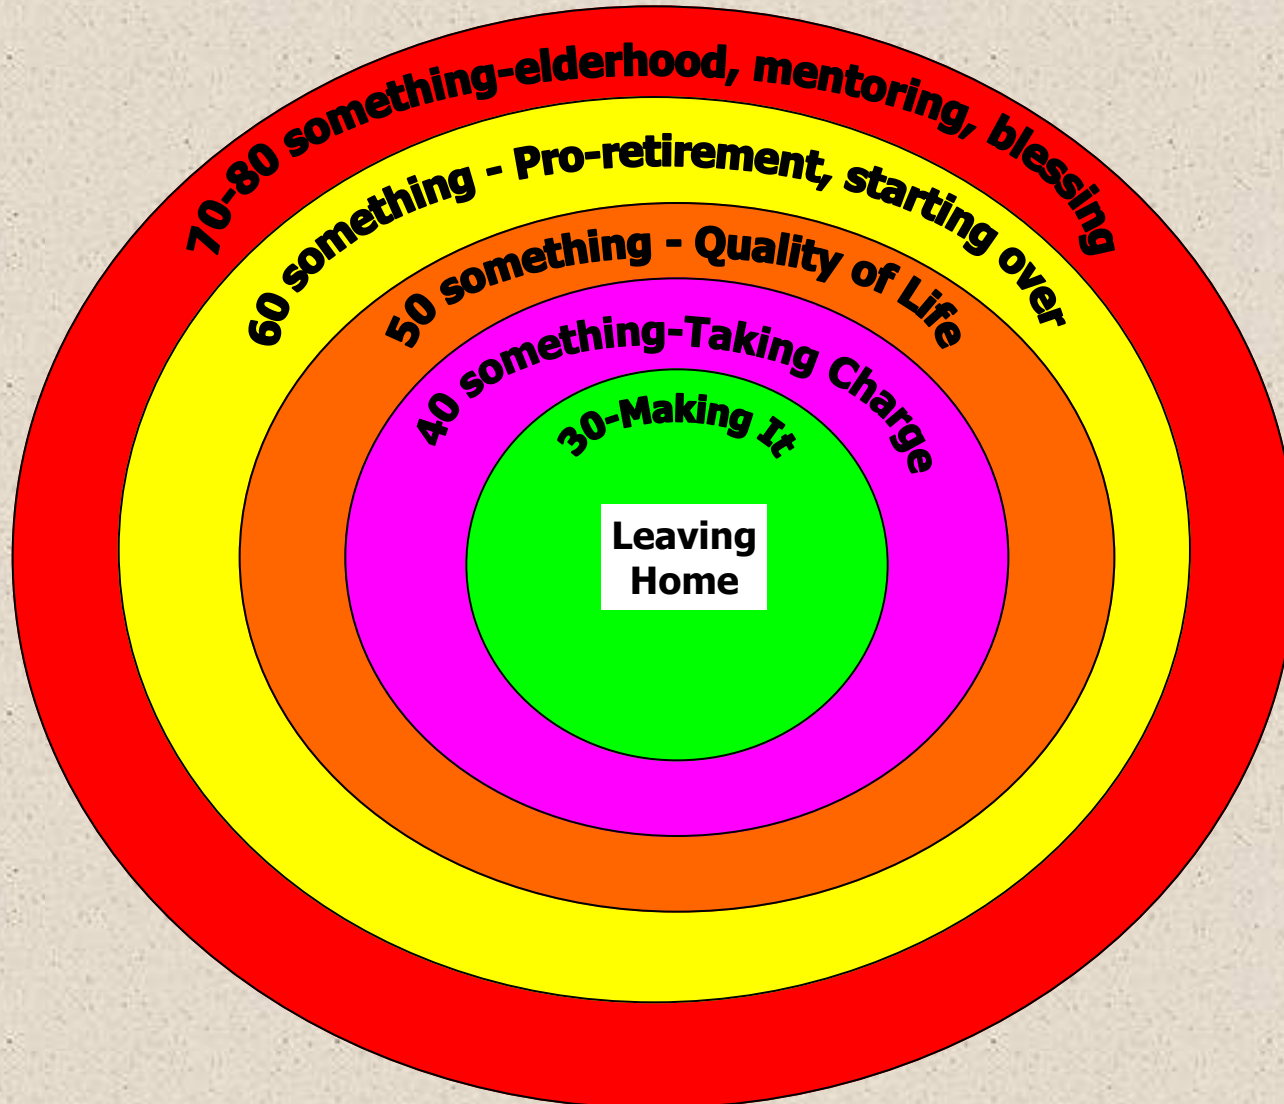 70-80 something-elderhood, mentoring, blessing
60 something - Pro-retirement, starting over
50 something - Quality of Life
40 something-Taking Charge
30-Making It
Leaving
Home